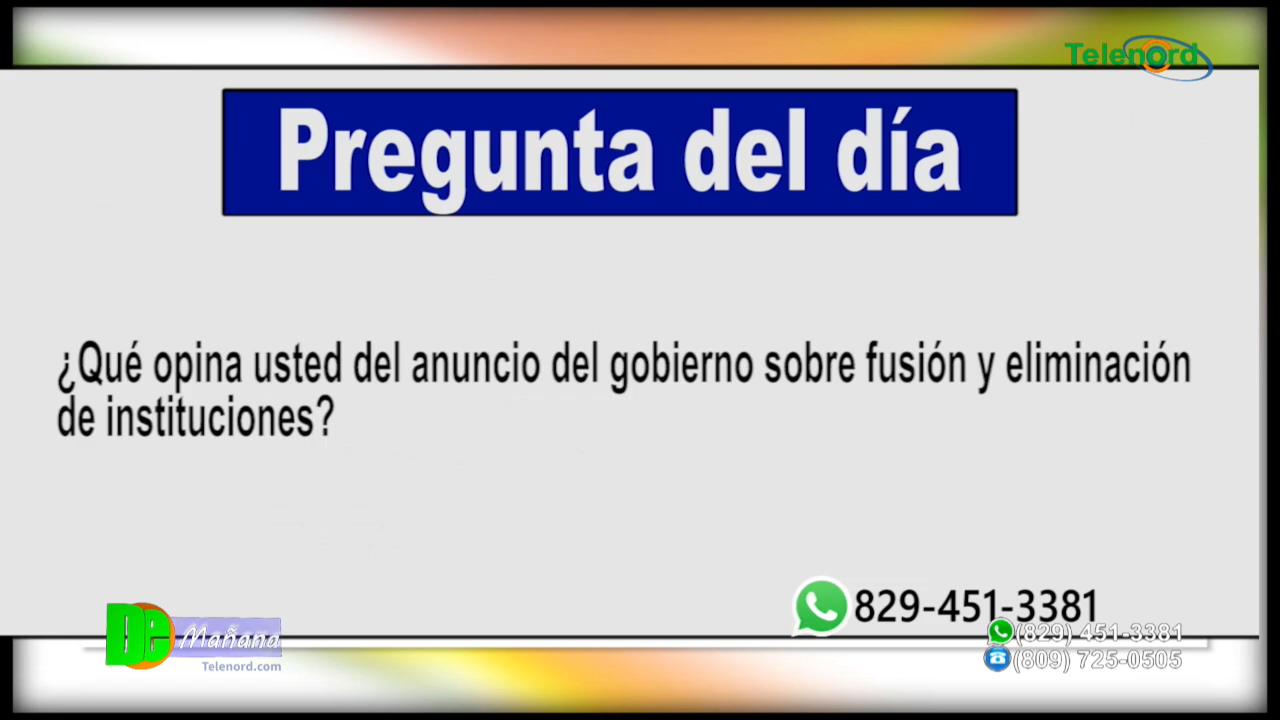 Telenord
Pregunta del día
¿Qué opina usted del anuncio del gobierno sobre fusión y eliminación
de instituciones?
829-451-3381
(829) 451-3381
(809) 725-0505
De
Mañana
Telenord.com